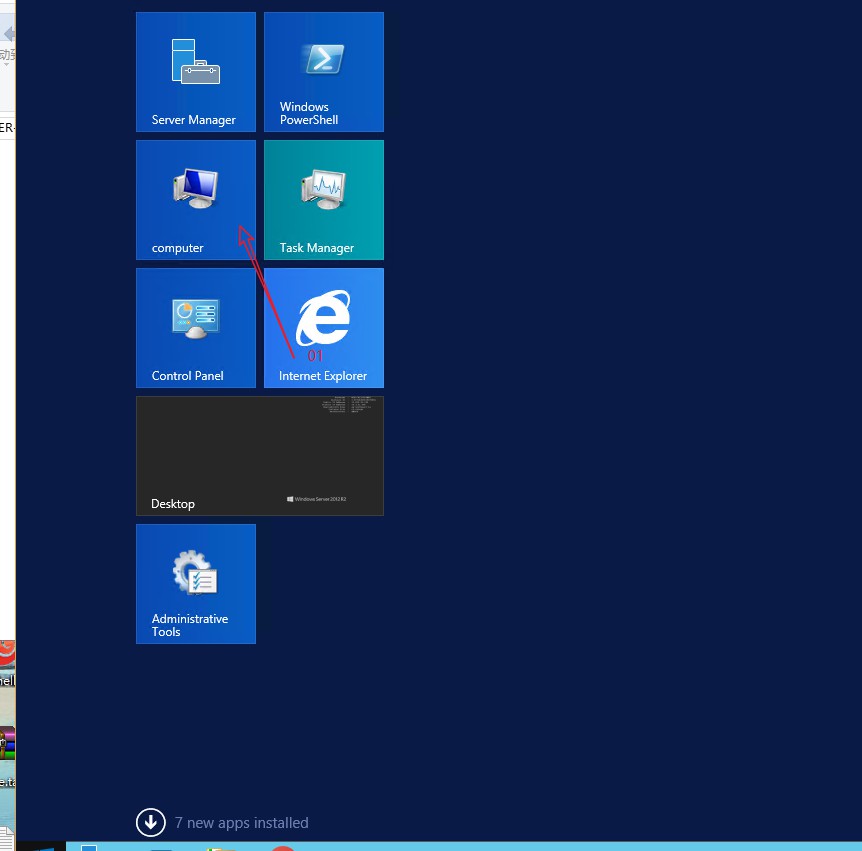 Server Manager
Windows
PowerShell
computer
Task Manager
01
Control Panel
Internet Explorer
Windows Server 2012 R2
Desktop
Administrative
Tools
7 new apps installed